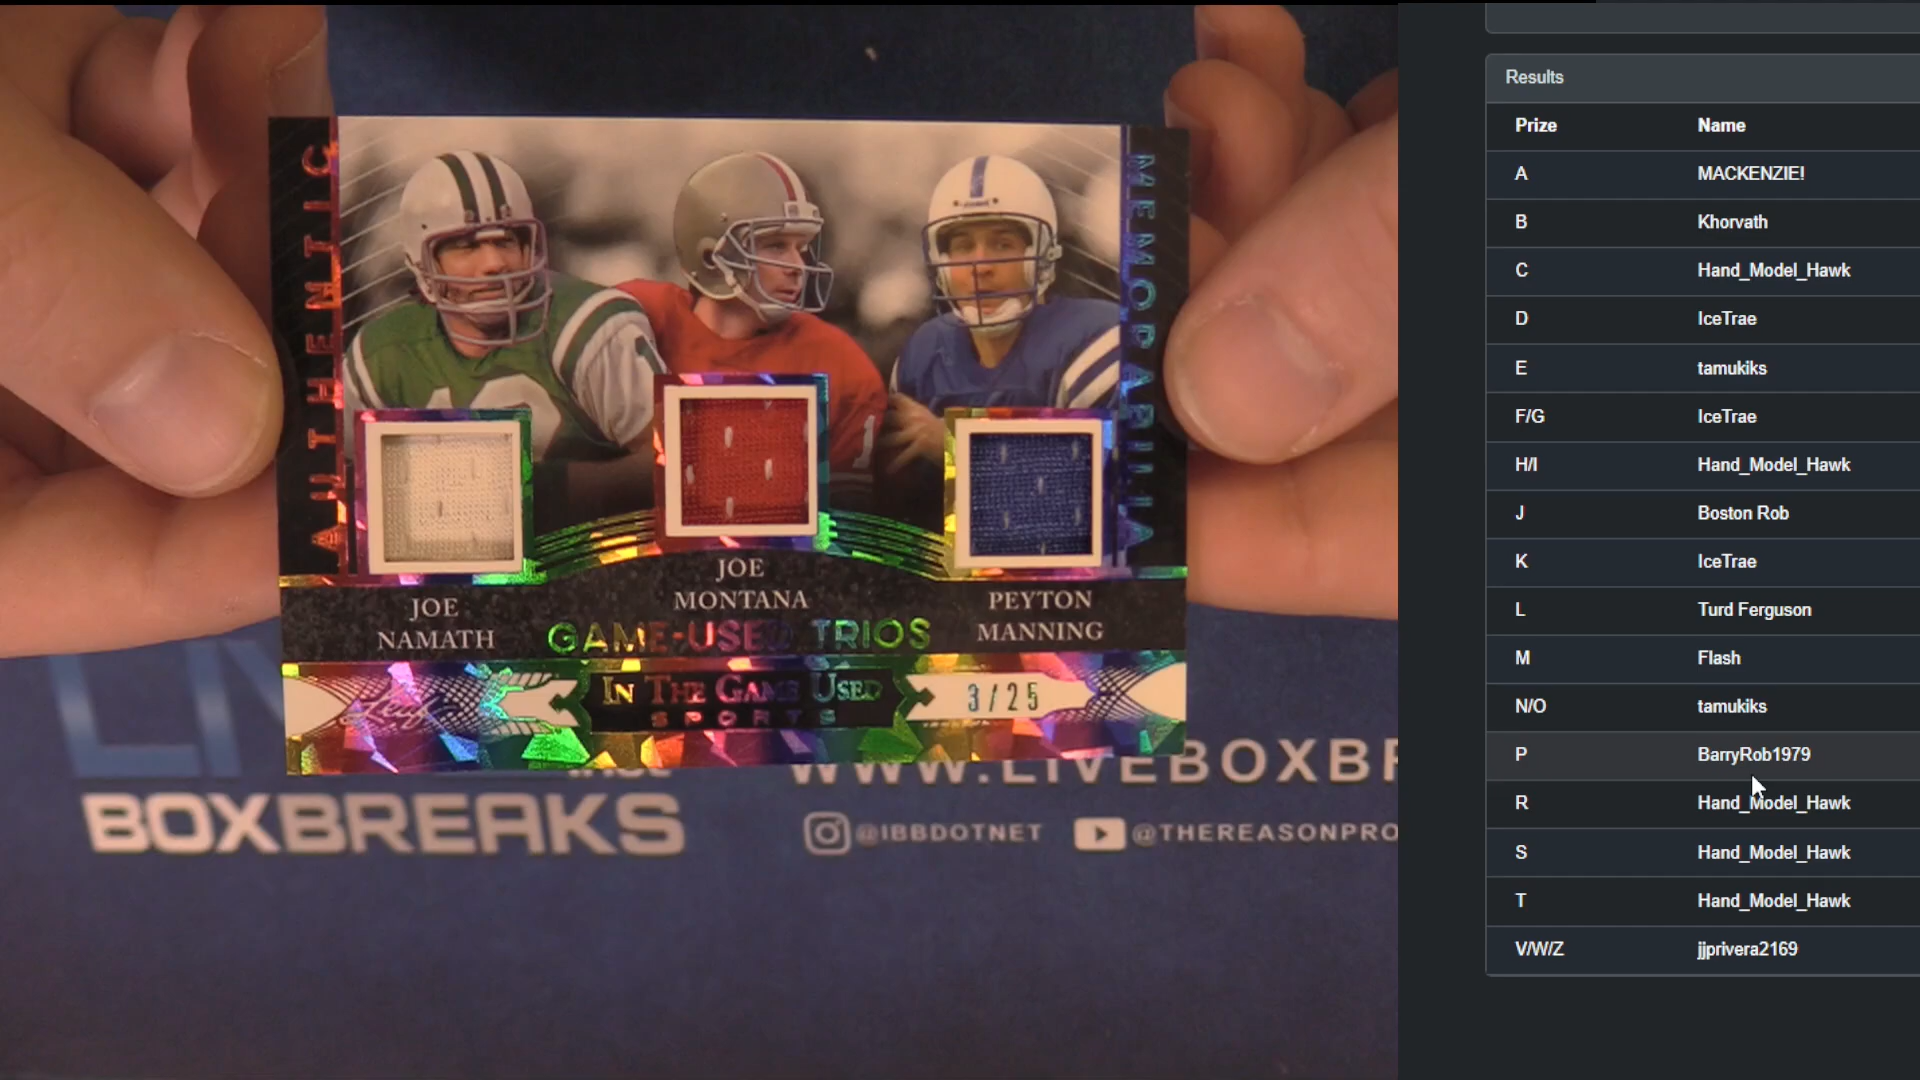 AUTHENTIC
MEMORABILIA
JOE
NAMATH
JOE
MONTANA
PEYTON
MANNING
GAME-USED TRIOS
Leaf
IN THE GAME USED
SPORTS
3/25
LIV
BOXBREAKS
WWW.LIVEBOXBR
@IBBDOTNET
@THEREASONPRO
Results
Prize Name
A MACKENZIE!
B Khorvath
C Hand_Model_Hawk
D IceTrae
E tamukiks
F/G IceTrae
H/I Hand_Model_Hawk
J Boston Rob
K IceTrae
L Turd Ferguson
M Flash
N/O tamukiks
P BarryRob1979
R Hand_Model_Hawk
S Hand_Model_Hawk
T Hand_Model_Hawk
V/W/Z jjprivera2169